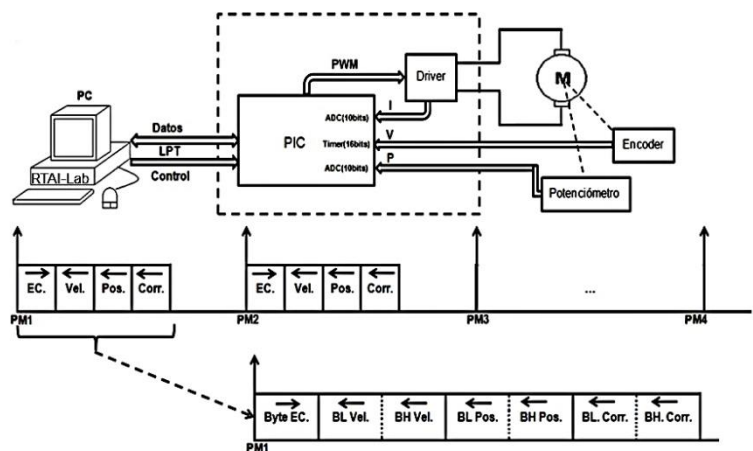 PC
RTAI-Lab
Datos
LPT
Control
PWM
PIC
ADC(10bits)
Timer(16bits)
ADC(10bits)
Driver
I
V
P
M
Encoder
Potenciómetro
EC. Vel. Pos. Corr.
EC. Vel. Pos. Corr.
...
PM1 PM2 PM3 PM4
Byte EC. BL Vel. BH Vel. BL Pos. BH Pos. BL. Corr. BH. Corr.
PM1